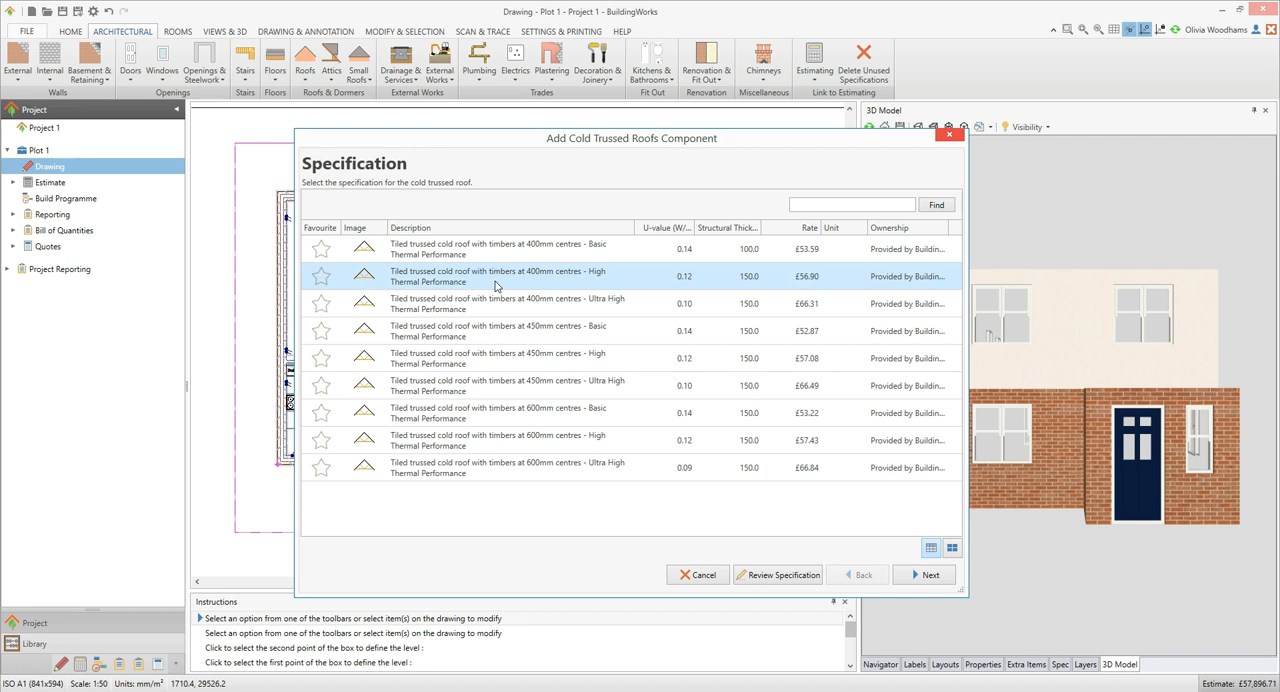 Drawing - Plot 1 - Project 1 - BuildingWorks
FILE HOME ARCHITECTURAL ROOMS VIEWS & 3D DRAWING & ANNOTATION MODIFY & SELECTION SCAN & TRACE SETTING & PRINTING HELP
Olivia Woodhams
External Internal Basement & Retaining Doors Windows Openings & Steelwork Stairs Floors Roofs Attics Small Roofs Drainage & Services External Works Plumbing Electrics Plastering Decoration & Joinery Kitchens & Bathrooms Renovation & Fit Out Chimneys Estimating Delete Unused Specifications
Walls Openings Stairs Floors Roofs & Dormers External Works Trades Fit Out Renovation Miscellaneous Link to Estimating
Project
Project 1
Plot 1
Drawing
Estimate
Build Programme
Reporting
Bill of Quantities
Quotes
Project Reporting
Project
Library
3D Model
Visibility
Add Cold Trussed Roofs Component
Specification
Select the specification for the cold trussed roof.
Find
Favourite Image Description U-value (W/... Structural Thick... Rate Unit Ownership
Tiled trussed cold roof with timbers at 400mm centres - Basic
Thermal Performance 0.14 100.0 £53.59 Provided by Buildin...
Tiled trussed cold roof with timbers at 400mm centres - High
Thermal Performance 0.12 150.0 £56.90 Provided by Buildin...
Tiled trussed cold roof with timbers at 400mm centres - Ultra High
Thermal Performance 0.10 150.0 £66.31 Provided by Buildin...
Tiled trussed cold roof with timbers at 450mm centres - Basic
Thermal Performance 0.14 150.0 £52.87 Provided by Buildin...
Tiled trussed cold roof with timbers at 450mm centres - High
Thermal Performance 0.12 150.0 £57.08 Provided by Buildin...
Tiled trussed cold roof with timbers at 450mm centres - Ultra High
Thermal Performance 0.10 150.0 £66.49 Provided by Buildin...
Tiled trussed cold roof with timbers at 600mm centres - Basic
Thermal Performance 0.14 150.0 £53.22 Provided by Buildin...
Tiled trussed cold roof with timbers at 600mm centres - High
Thermal Performance 0.12 150.0 £57.43 Provided by Buildin...
Tiled trussed cold roof with timbers at 600mm centres - Ultra High
Thermal Performance 0.09 150.0 £66.84 Provided by Buildin...
Cancel Review Specification Back Next
Instructions
Select an option from one of the toolbars or select item(s) on the drawing to modify
Select an option from one of the toolbars or select item(s) on the drawing to modify
Click to select the second point of the box to define the level :
Click to select the first point of the box to define the level :
Navigator Labels Layouts Properties Extra Items Spec Layers 3D Model
ISO A1 (841x594) Scale: 1:50 Units: mm/m² 1710.4, 29526.2 Estimate: £57,896.71